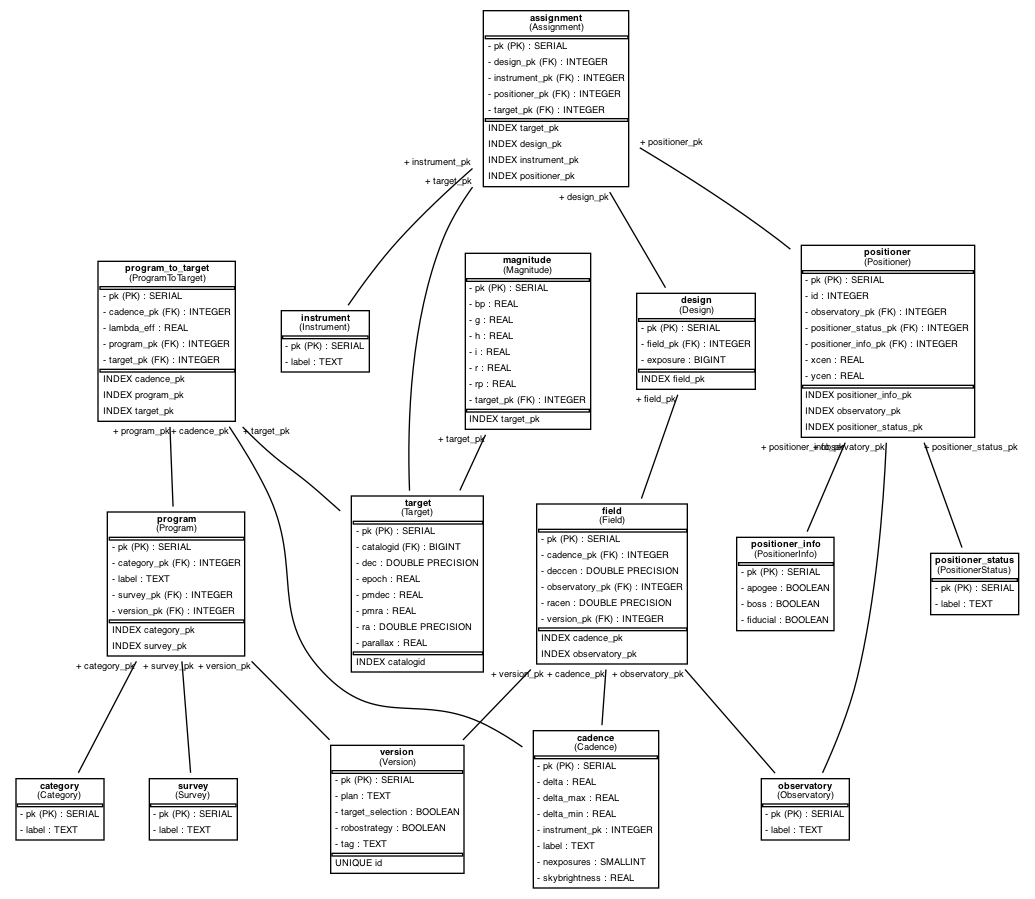 assignment
(Assignment)
- pk (PK) : SERIAL
- design_pk (FK) : INTEGER
- instrument_pk (FK) : INTEGER
- positioner_pk (FK) : INTEGER
- target_pk (FK) : INTEGER
INDEX target_pk
INDEX design_pk
INDEX instrument_pk
INDEX positioner_pk
+ positioner_pk
+ instrument_pk
+ target_pk
+ design_pk
program_to_target
(ProgramToTarget)
- pk (PK) : SERIAL
- cadence_pk (FK) : INTEGER
- lambda_eff : REAL
- program_pk (FK) : INTEGER
- target_pk (FK) : INTEGER
INDEX cadence_pk
INDEX program_pk
INDEX target_pk
+ program_pk
+ cadence_pk
+ target_pk
instrument
(Instrument)
- pk (PK) : SERIAL
- label : TEXT
magnitude
(Magnitude)
- pk (PK) : SERIAL
- bp : REAL
- g : REAL
- h : REAL
- i : REAL
- r : REAL
- rp : REAL
- target_pk (FK) : INTEGER
INDEX target_pk
+ target_pk
design
(Design)
- pk (PK) : SERIAL
- field_pk (FK) : INTEGER
- exposure : BIGINT
INDEX field_pk
+ field_pk
positioner
(Positioner)
- pk (PK) : SERIAL
- id : INTEGER
- observatory_pk (FK) : INTEGER
- positioner_status_pk (FK) : INTEGER
- positioner_info_pk (FK) : INTEGER
- xcen : REAL
- ycen : REAL
INDEX positioner_info_pk
INDEX observatory_pk
INDEX positioner_status_pk
+ positioner_info_pk
+ observatory_pk
+ positioner_status_pk
program
(Program)
- pk (PK) : SERIAL
- category_pk (FK) : INTEGER
- label : TEXT
- survey_pk (FK) : INTEGER
- version_pk (FK) : INTEGER
INDEX category_pk
INDEX survey_pk
+ category_pk
+ survey_pk
+ version_pk
target
(Target)
- pk (PK) : SERIAL
- catalogid (FK) : BIGINT
- dec : DOUBLE PRECISION
- epoch : REAL
- pmdec : REAL
- pmra : REAL
- ra : DOUBLE PRECISION
- parallax : REAL
INDEX catalogid
field
(Field)
- pk (PK) : SERIAL
- cadence_pk (FK) : INTEGER
- deccen : DOUBLE PRECISION
- observatory_pk (FK) : INTEGER
- racen : DOUBLE PRECISION
- version_pk (FK) : INTEGER
INDEX cadence_pk
INDEX observatory_pk
+ version_pk
+ cadence_pk
+ observatory_pk
positioner_info
(PositionerInfo)
- pk (PK) : SERIAL
- apogee : BOOLEAN
- boss : BOOLEAN
- fiducial : BOOLEAN
positioner_status
(PositionerStatus)
- pk (PK) : SERIAL
- label : TEXT
category
(Category)
- pk (PK) : SERIAL
- label : TEXT
survey
(Survey)
- pk (PK) : SERIAL
- label : TEXT
version
(Version)
- pk (PK) : SERIAL
- plan : TEXT
- target_selection : BOOLEAN
- robostrategy : BOOLEAN
- tag : TEXT
UNIQUE id
cadence
(Cadence)
- pk (PK) : SERIAL
- delta : REAL
- delta_max : REAL
- delta_min : REAL
- instrument_pk : INTEGER
- label : TEXT
- nexposures : SMALLINT
- skybrightness : REAL
observatory
(Observatory)
- pk (PK) : SERIAL
- label : TEXT